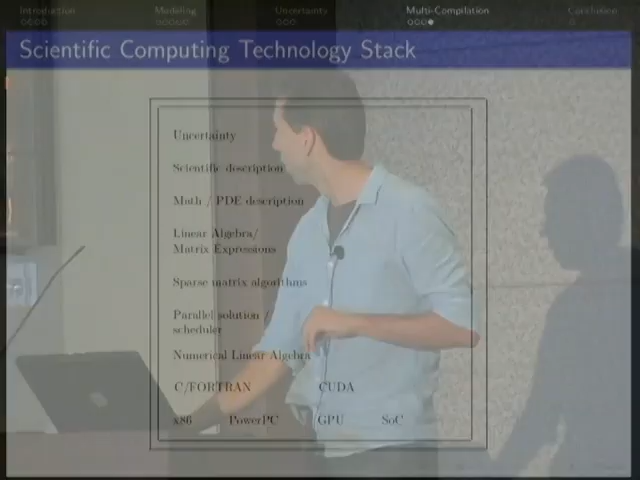 Introduction Modeling Uncertainty Multi-Compilation Conclusion
Scientific Computing Technology Stack
Uncertainty
Scientific description
Math / PDE description
Linear Algebra/
Matrix Expressions
Sparse matrix algorithms
Parallel solution /
scheduler
Numerical Linear Algebra
C/FORTRAN CUDA
x86 PowerPC GPU SoC